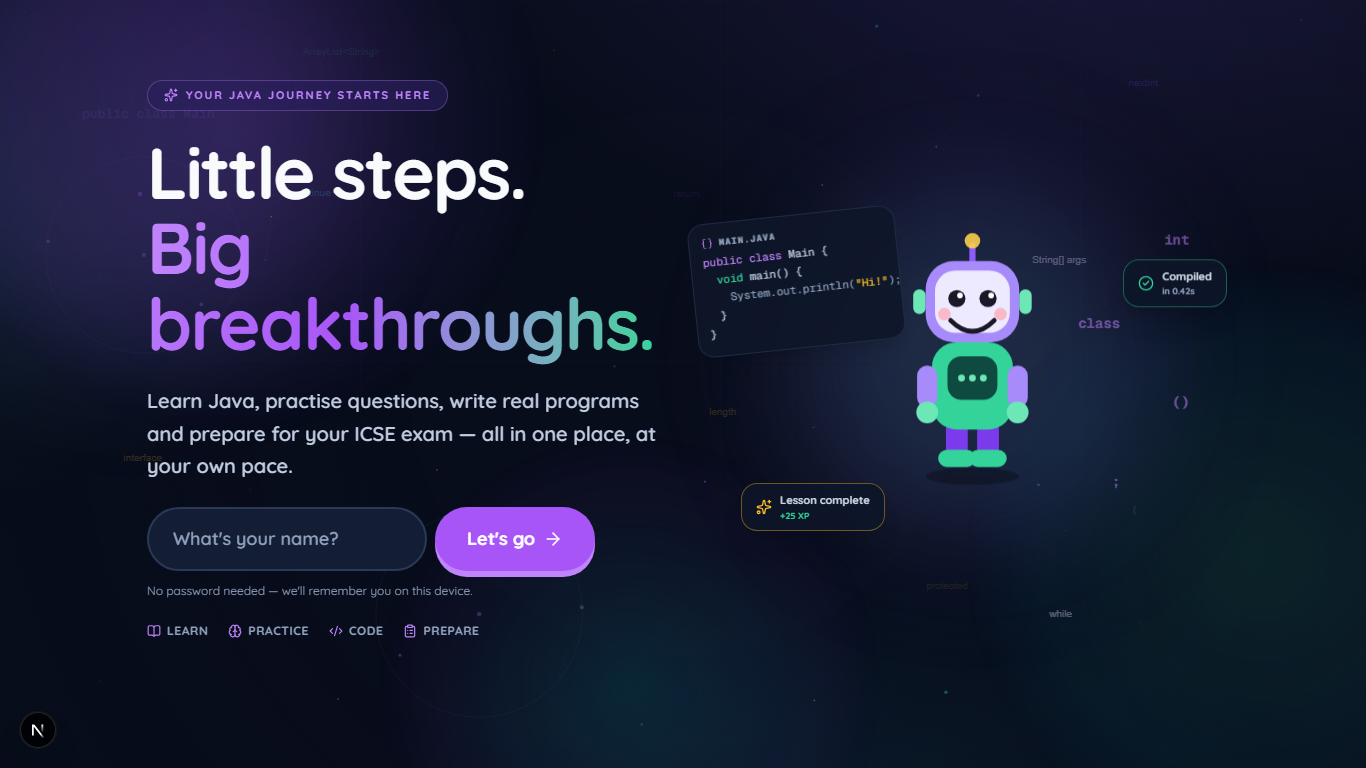 ArrayList<String>
nextInt
YOUR JAVA JOURNEY STARTS HERE
public class Main
Little steps.
Big
breakthroughs.
Learn Java, practise questions, write real programs
and prepare for your ICSE exam — all in one place, at
your own pace.
interface
What's your name?
Let's go
No password needed — we'll remember you on this device.
LEARN
PRACTICE
CODE
PREPARE
return
{} MAIN.JAVA
public class Main {
void main() {
System.out.println("Hi!");
}
}
String[] args
int
Compiled
in 0.42s
class
()
length
Lesson complete
+25 XP
;
{
protected
while
N